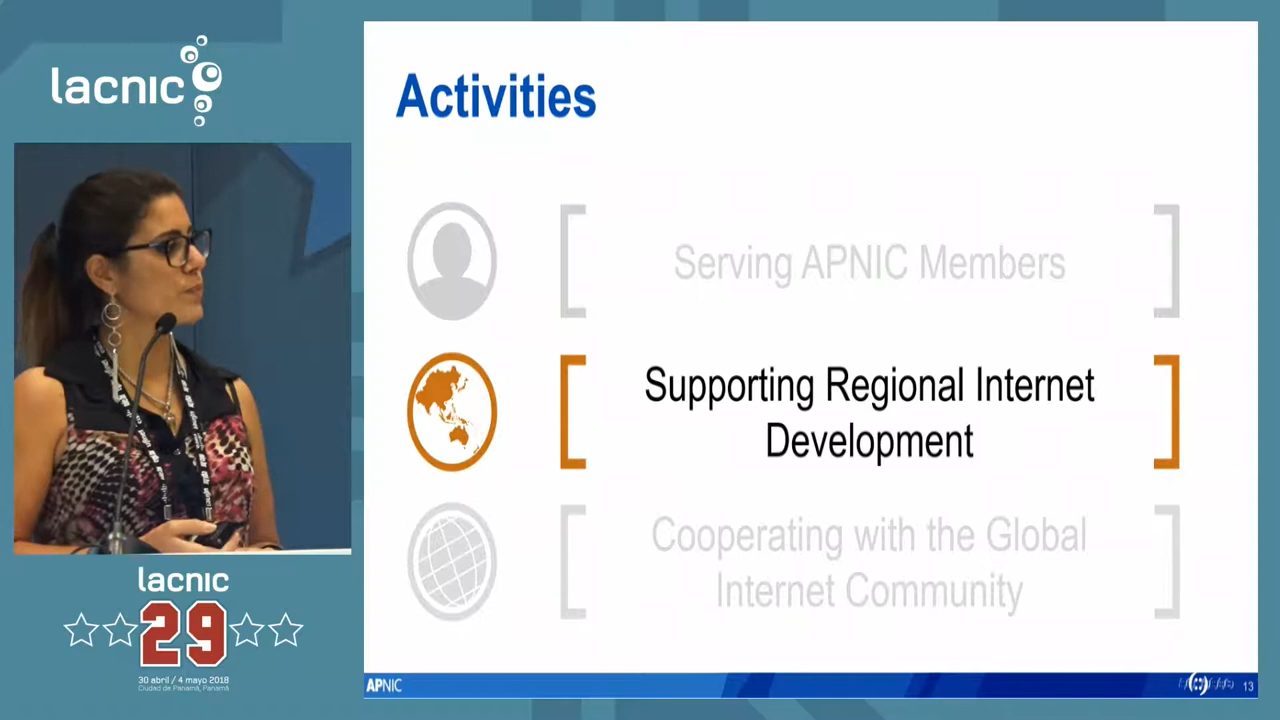 lacnic
Activities
Serving APNIC Members
Supporting Regional Internet
Development
Cooperating with the Global
Internet Community
lacnic
29
30 abril / 4 mayo 2018
Ciudad de Panamá, Panamá
APNIC
13